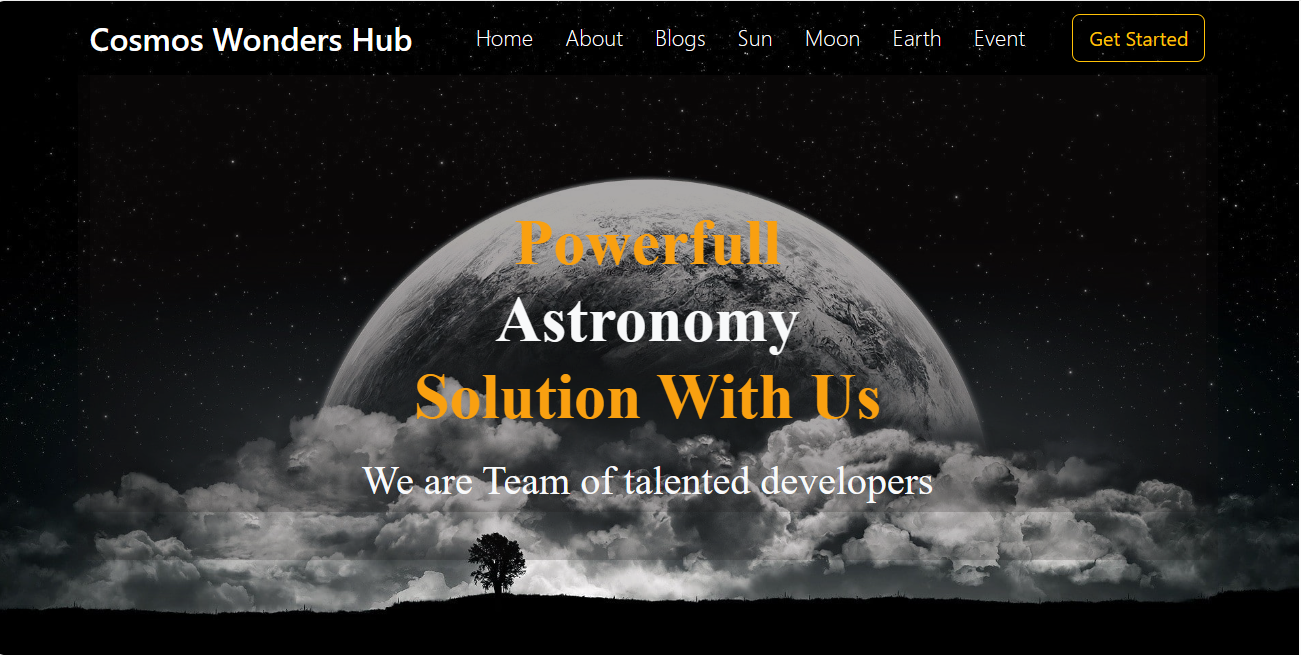 Cosmos Wonders Hub Home About Blogs Sun Moon Earth Event Get Started
Powerfull
Astronomy
Solution With Us
We are Team of talented developers